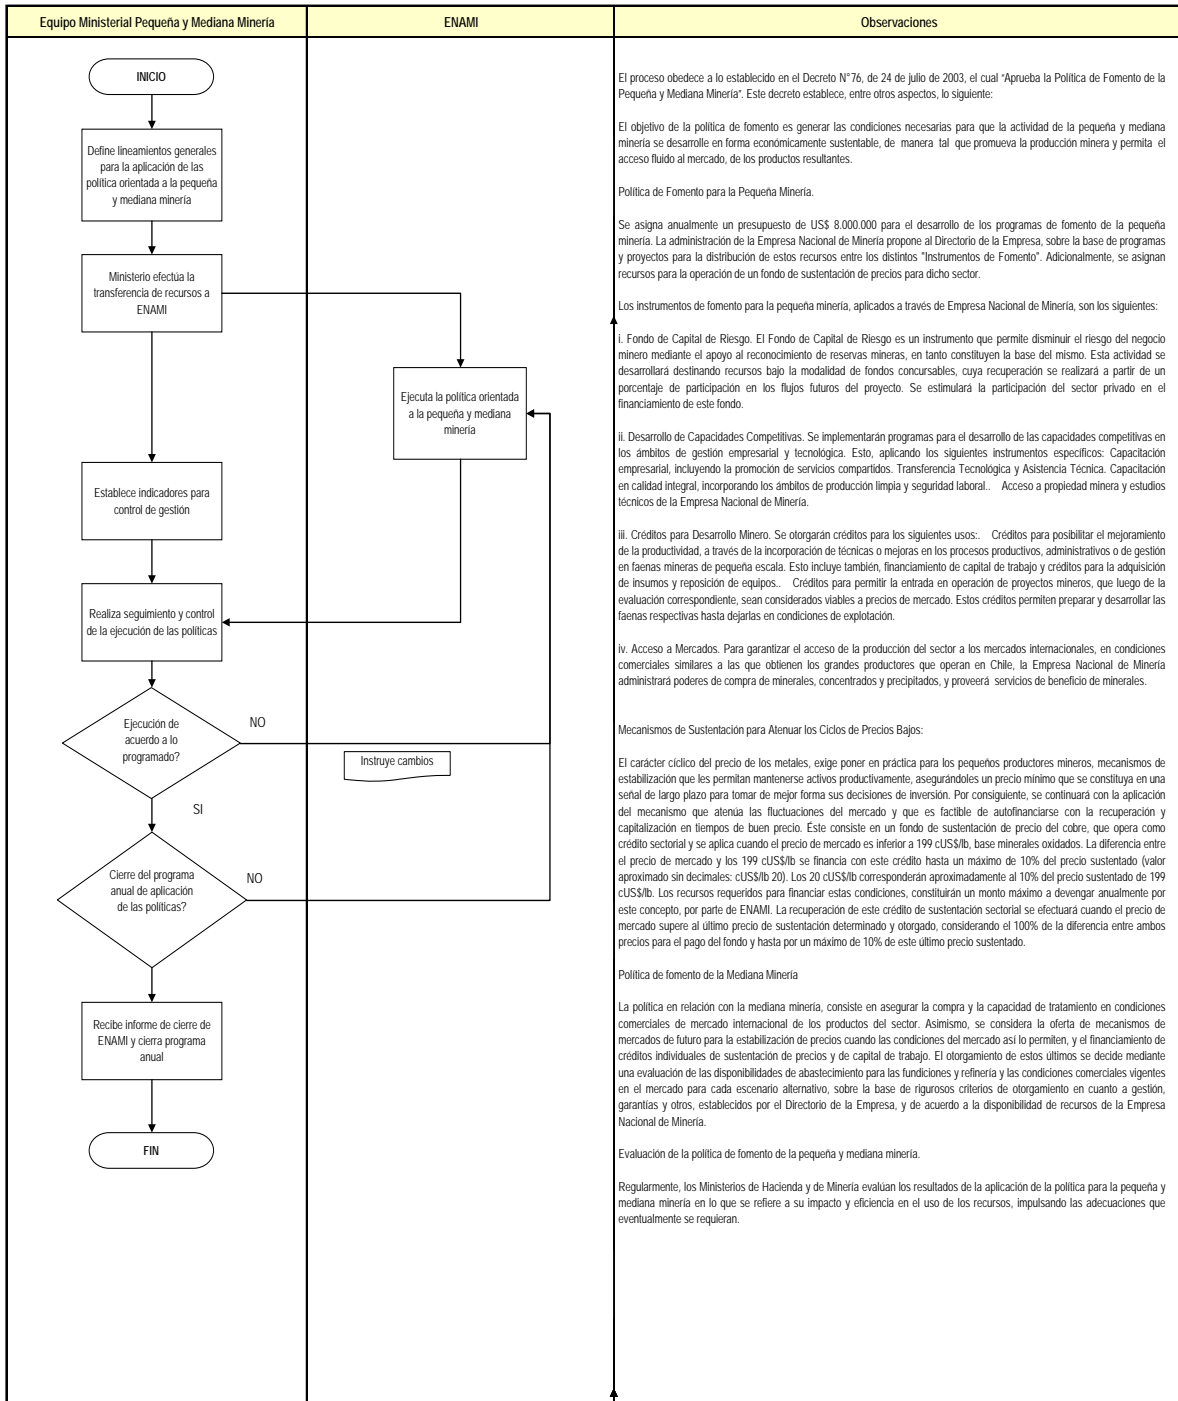 Equipo Ministerial Pequeña y Mediana Minería
ENAMI
Observaciones
INICIO
Define lineamientos generales
para la aplicación de las
política orientada a la pequeña
y mediana minería
Ministerio efectúa la
transferencia de recursos a
ENAMI
Ejecuta la política orientada
a la pequeña y mediana
minería
Establece indicadores para
control de gestión
Realiza seguimiento y control
de la ejecución de las políticas
Ejecución de
acuerdo a lo
programado?
NO
Instruye cambios
SI
Cierre del programa
anual de aplicación
de las políticas?
NO
Recibe informe de cierre de
ENAMI y cierra programa
anual
FIN
El proceso obedece a lo establecido en el Decreto N°76, de 24 de julio de 2003, el cual "Aprueba la Política de Fomento de la
Pequeña y Mediana Minería". Este decreto establece, entre otros aspectos, lo siguiente:
El objetivo de la política de fomento es generar las condiciones necesarias para que la actividad de la pequeña y mediana
minería se desarrolle en forma económicamente sustentable, de manera tal que promueva la producción minera y permita el
acceso fluido al mercado, de los productos resultantes.
Política de Fomento para la Pequeña Minería.
Se asigna anualmente un presupuesto de US$ 8.000.000 para el desarrollo de los programas de fomento de la pequeña
minería. La administración de la Empresa Nacional de Minería propone al Directorio de la Empresa, sobre la base de programas
y proyectos para la distribución de estos recursos entre los distintos "Instrumentos de Fomento". Adicionalmente, se asignan
recursos para la operación de un fondo de sustentación de precios para dicho sector.
Los instrumentos de fomento para la pequeña minería, aplicados a través de Empresa Nacional de Minería, son los siguientes:
i. Fondo de Capital de Riesgo. El Fondo de Capital de Riesgo es un instrumento que permite disminuir el riesgo del negocio
minero mediante el apoyo al reconocimiento de reservas mineras, en tanto constituyen la base del mismo. Esta actividad se
desarrollará destinando recursos bajo la modalidad de fondos concursables, cuya recuperación se realizará a partir de un
porcentaje de participación en los flujos futuros del proyecto. Se estimulará la participación del sector privado en el
financiamiento de este fondo.
ii. Desarrollo de Capacidades Competitivas. Se implementarán programas para el desarrollo de las capacidades competitivas en
los ámbitos de gestión empresarial y tecnológica. Esto, aplicando los siguientes instrumentos específicos: Capacitación
empresarial, incluyendo la promoción de servicios compartidos. Transferencia Tecnológica y Asistencia Técnica. Capacitación
en calidad integral, incorporando los ámbitos de producción limpia y seguridad laboral.. Acceso a propiedad minera y estudios
técnicos de la Empresa Nacional de Minería.
iii. Créditos para Desarrollo Minero. Se otorgarán créditos para los siguientes usos:. Créditos para posibilitar el mejoramiento
de la productividad, a través de la incorporación de técnicas o mejoras en los procesos productivos, administrativos o de gestión
en faenas mineras de pequeña escala. Esto incluye también, financiamiento de capital de trabajo y créditos para la adquisición
de insumos y reposición de equipos.. Créditos para permitir la entrada en operación de proyectos mineros, que luego de la
evaluación correspondiente, sean considerados viables a precios de mercado. Estos créditos permiten preparar y desarrollar las
faenas respectivas hasta dejarlas en condiciones de explotación.
iv. Acceso a Mercados. Para garantizar el acceso de la producción del sector a los mercados internacionales, en condiciones
comerciales similares a las que obtienen los grandes productores que operan en Chile, la Empresa Nacional de Minería
administrará poderes de compra de minerales, concentrados y precipitados, y proveerá servicios de beneficio de minerales.
Mecanismos de Sustentación para Atenuar los Ciclos de Precios Bajos:
El carácter cíclico del precio de los metales, exige poner en práctica para los pequeños productores mineros, mecanismos de
estabilización que les permitan mantenerse activos productivamente, asegurándoles un precio mínimo que se constituya en una
señal de largo plazo para tomar de mejor forma sus decisiones de inversión. Por consiguiente, se continuará con la aplicación
del mecanismo que atenúa las fluctuaciones del mercado y que es factible de autofinanciarse con la recuperación y
capitalización en tiempos de buen precio. Éste consiste en un fondo de sustentación de precio del cobre, que opera como
crédito sectorial y se aplica cuando el precio de mercado es inferior a 199 cUS$/lb, base minerales oxidados. La diferencia entre
el precio de mercado y los 199 cUS$/lb se financia con este crédito hasta un máximo de 10% del precio sustentado (valor
aproximado sin decimales: cUS$/lb 20). Los 20 cUS$/lb corresponderán aproximadamente al 10% del precio sustentado de 199
cUS$/lb. Los recursos requeridos para financiar estas condiciones, constituirán un monto máximo a devengar anualmente por
este concepto, por parte de ENAMI. La recuperación de este crédito de sustentación sectorial se efectuará cuando el precio de
mercado supere al último precio de sustentación determinado y otorgado, considerando el 100% de la diferencia entre ambos
precios para el pago del fondo y hasta por un máximo de 10% de este último precio sustentado.
Política de fomento de la Mediana Minería
La política en relación con la mediana minería, consiste en asegurar la compra y la capacidad de tratamiento en condiciones
comerciales de mercado internacional de los productos del sector. Asimismo, se considera la oferta de mecanismos de
mercados de futuro para la estabilización de precios cuando las condiciones del mercado así lo permiten, y el financiamiento de
créditos individuales de sustentación de precios y de capital de trabajo. El otorgamiento de estos últimos se decide mediante
una evaluación de las disponibilidades de abastecimiento para las fundiciones y refinería y las condiciones comerciales vigentes
en el mercado para cada escenario alternativo, sobre la base de rigurosos criterios de otorgamiento en cuanto a gestión,
garantías y otros, establecidos por el Directorio de la Empresa, y de acuerdo a la disponibilidad de recursos de la Empresa
Nacional de Minería.
Evaluación de la política de fomento de la pequeña y mediana minería.
Regularmente, los Ministerios de Hacienda y de Minería evalúan los resultados de la aplicación de la política para la pequeña y
mediana minería en lo que se refiere a su impacto y eficiencia en el uso de los recursos, impulsando las adecuaciones que
eventualmente se requieran.